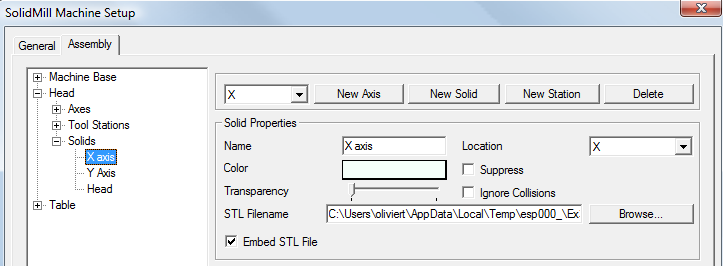 SolidMill Machine Setup
General Assembly
Machine Base
Head
Axes
Tool Stations
Solids
X axis
Y Axis
Head
Table
X New Axis New Solid New Station Delete
Solid Properties
Name X axis Location X
Color Suppress
Transparency Ignore Collisions
STL Filename C:\Users\oliviert\AppData\Local\Temp\esp000_\Ex Browse...
Embed STL File